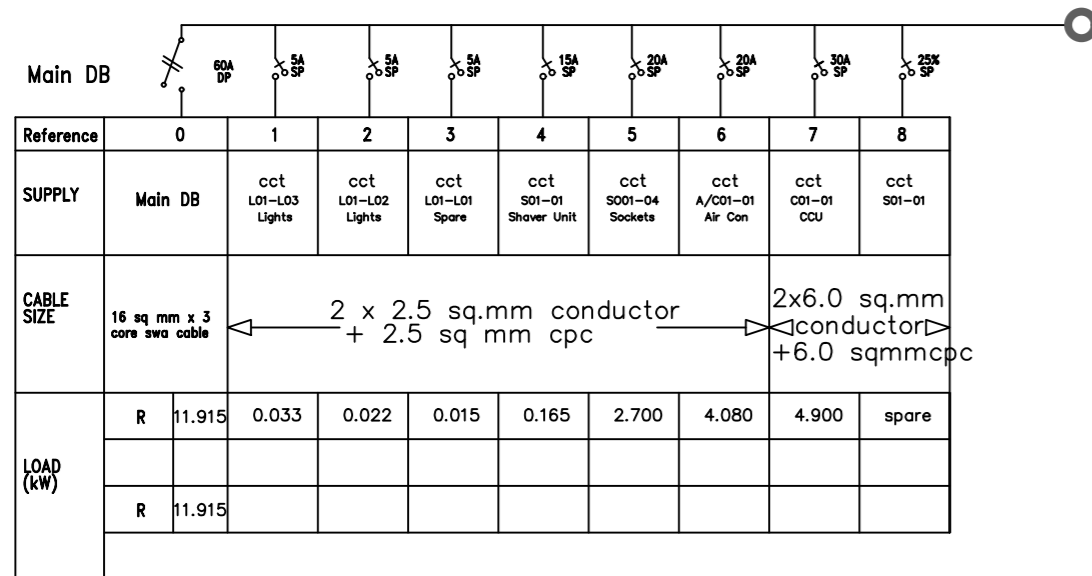 Main DB
60A DP
5A SP
5A SP
5A SP
15A SP
20A SP
20A SP
30A SP
25% SP
Reference 0 1 2 3 4 5 6 7 8
SUPPLY
Main DB
cct
L01-L03
Lights
cct
L01-L02
Lights
cct
L01-L01
Spare
cct
S01-01
Shaver Unit
cct
S001-04
Sockets
cct
A/C01-01
Air Con
cct
C01-01
CCU
cct
S01-01
CABLE
SIZE
16 sq mm x 3
core swa cable
2 x 2.5 sq.mm conductor
+ 2.5 sq mm cpc
2x6.0 sq.mm
conductor
+6.0 sqmmcpc
LOAD
(kW)
R 11.915 0.033 0.022 0.015 0.165 2.700 4.080 4.900 spare
R 11.915